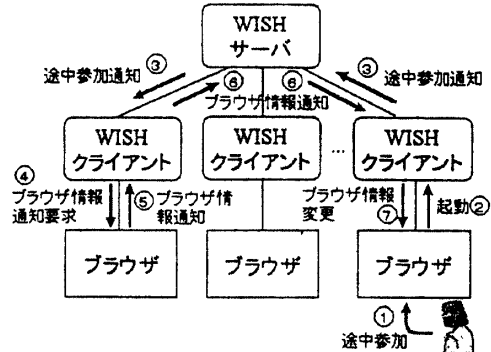 WISH
サーバ
③
途中参加通知
③
途中参加通知
⑥
⑥
ブラウザ情報通知
WISH
クライアント
WISH
クライアント
…
WISH
クライアント
④
ブラウザ情報
通知要求
⑤
ブラウザ情
報通知
ブラウザ情報
変更
⑦
起動②
ブラウザ
ブラウザ
ブラウザ
①
途中参加